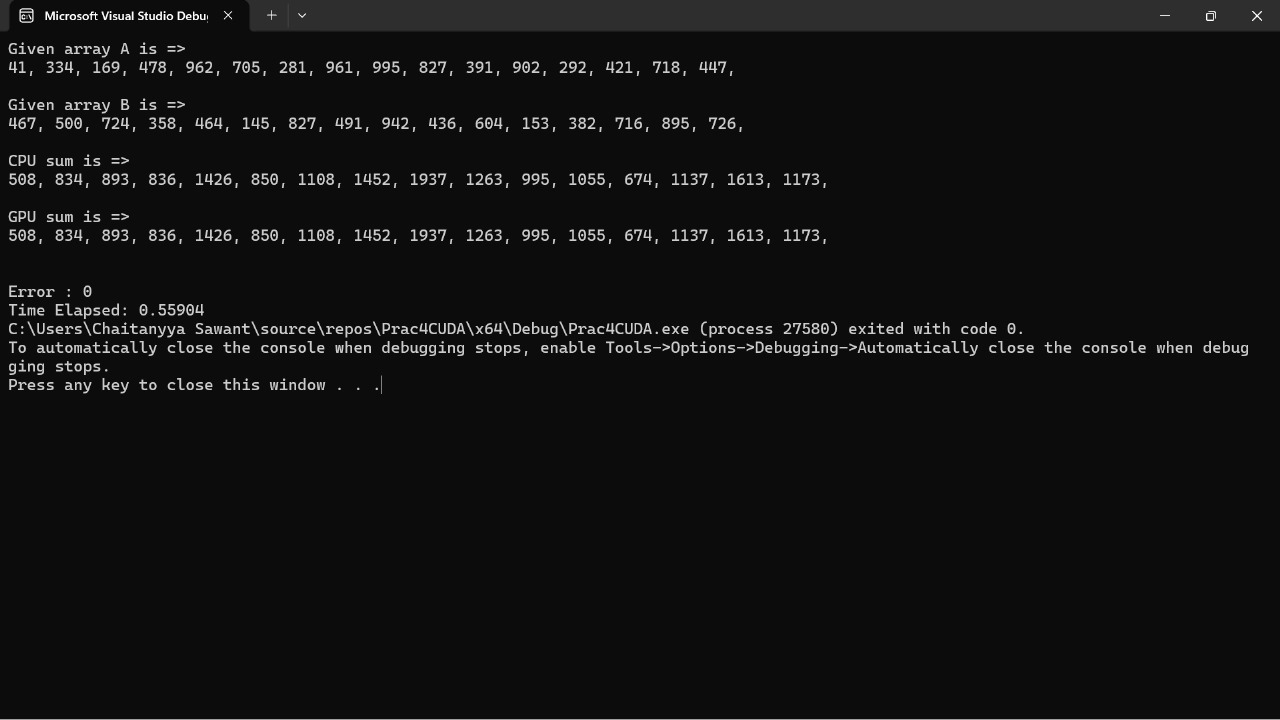 Microsoft Visual Studio Debu
Given array A is =>
41, 334, 169, 478, 962, 705, 281, 961, 995, 827, 391, 902, 292, 421, 718, 447,
Given array B is =>
467, 500, 724, 358, 464, 145, 827, 491, 942, 436, 604, 153, 382, 716, 895, 726,
CPU sum is =>
508, 834, 893, 836, 1426, 850, 1108, 1452, 1937, 1263, 995, 1055, 674, 1137, 1613, 1173,
GPU sum is =>
508, 834, 893, 836, 1426, 850, 1108, 1452, 1937, 1263, 995, 1055, 674, 1137, 1613, 1173,
Error : 0
Time Elapsed: 0.55904
C:\Users\Chaitanyya Sawant\source\repos\Prac4CUDA\x64\Debug\Prac4CUDA.exe (process 27580) exited with code 0.
To automatically close the console when debugging stops, enable Tools->Options->Debugging->Automatically close the console when debug
ging stops.
Press any key to close this window . . .